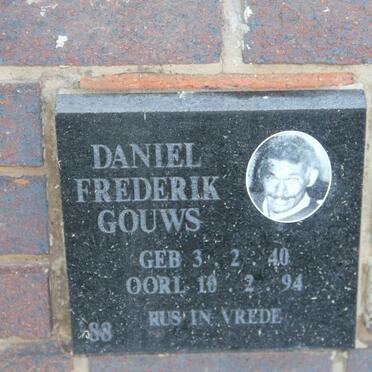 DANIEL
FREDERIK
GOUWS
GEB 3 . 2 . 40
OORL 10 . 2 . 94
RUS IN VREDE
88